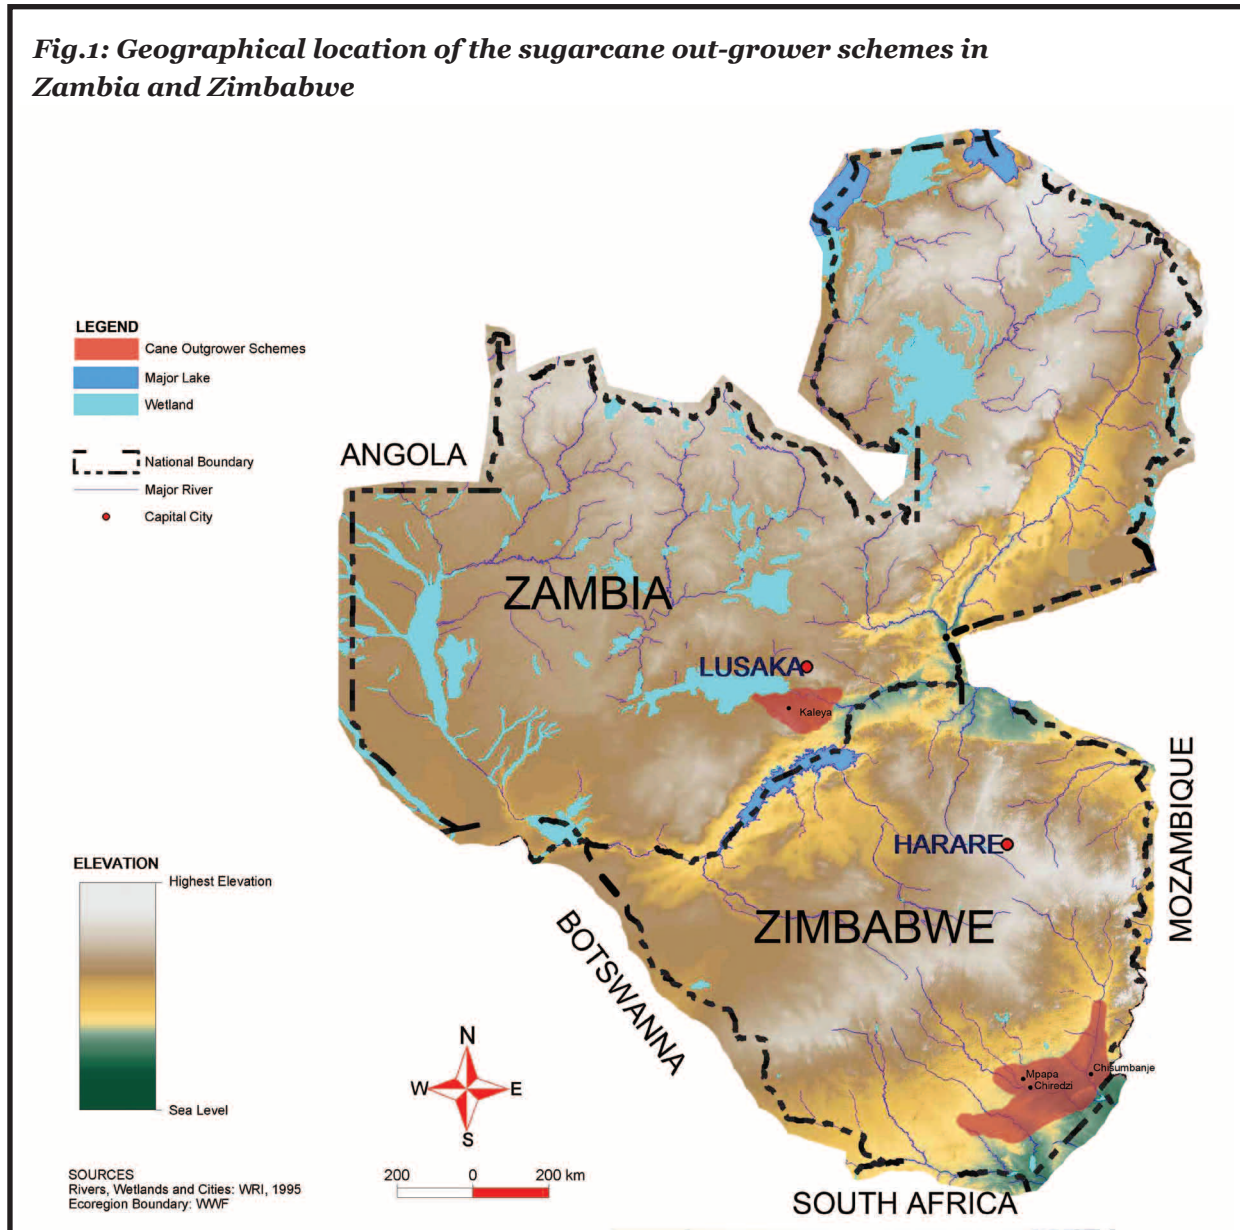 Fig.1: Geographical location of the sugarcane out-grower schemes in
Zambia and Zimbabwe
LEGEND
Cane Outgrower Schemes
Major Lake
Wetland
National Boundary
Major River
Capital City
ANGOLA
ZAMBIA
LUSAKA
Kaleya
MOZAMBIQUE
HARARE
ZIMBABWE
BOTSWANNA
Mpapa
Chiredzi
Chisumbanje
SOUTH AFRICA
ELEVATION
Highest Elevation
Sea Level
N
W
E
S
SOURCES
Rivers, Wetlands and Cities: WRI, 1995
Ecoregion Boundary: WWF
200 0 200 km